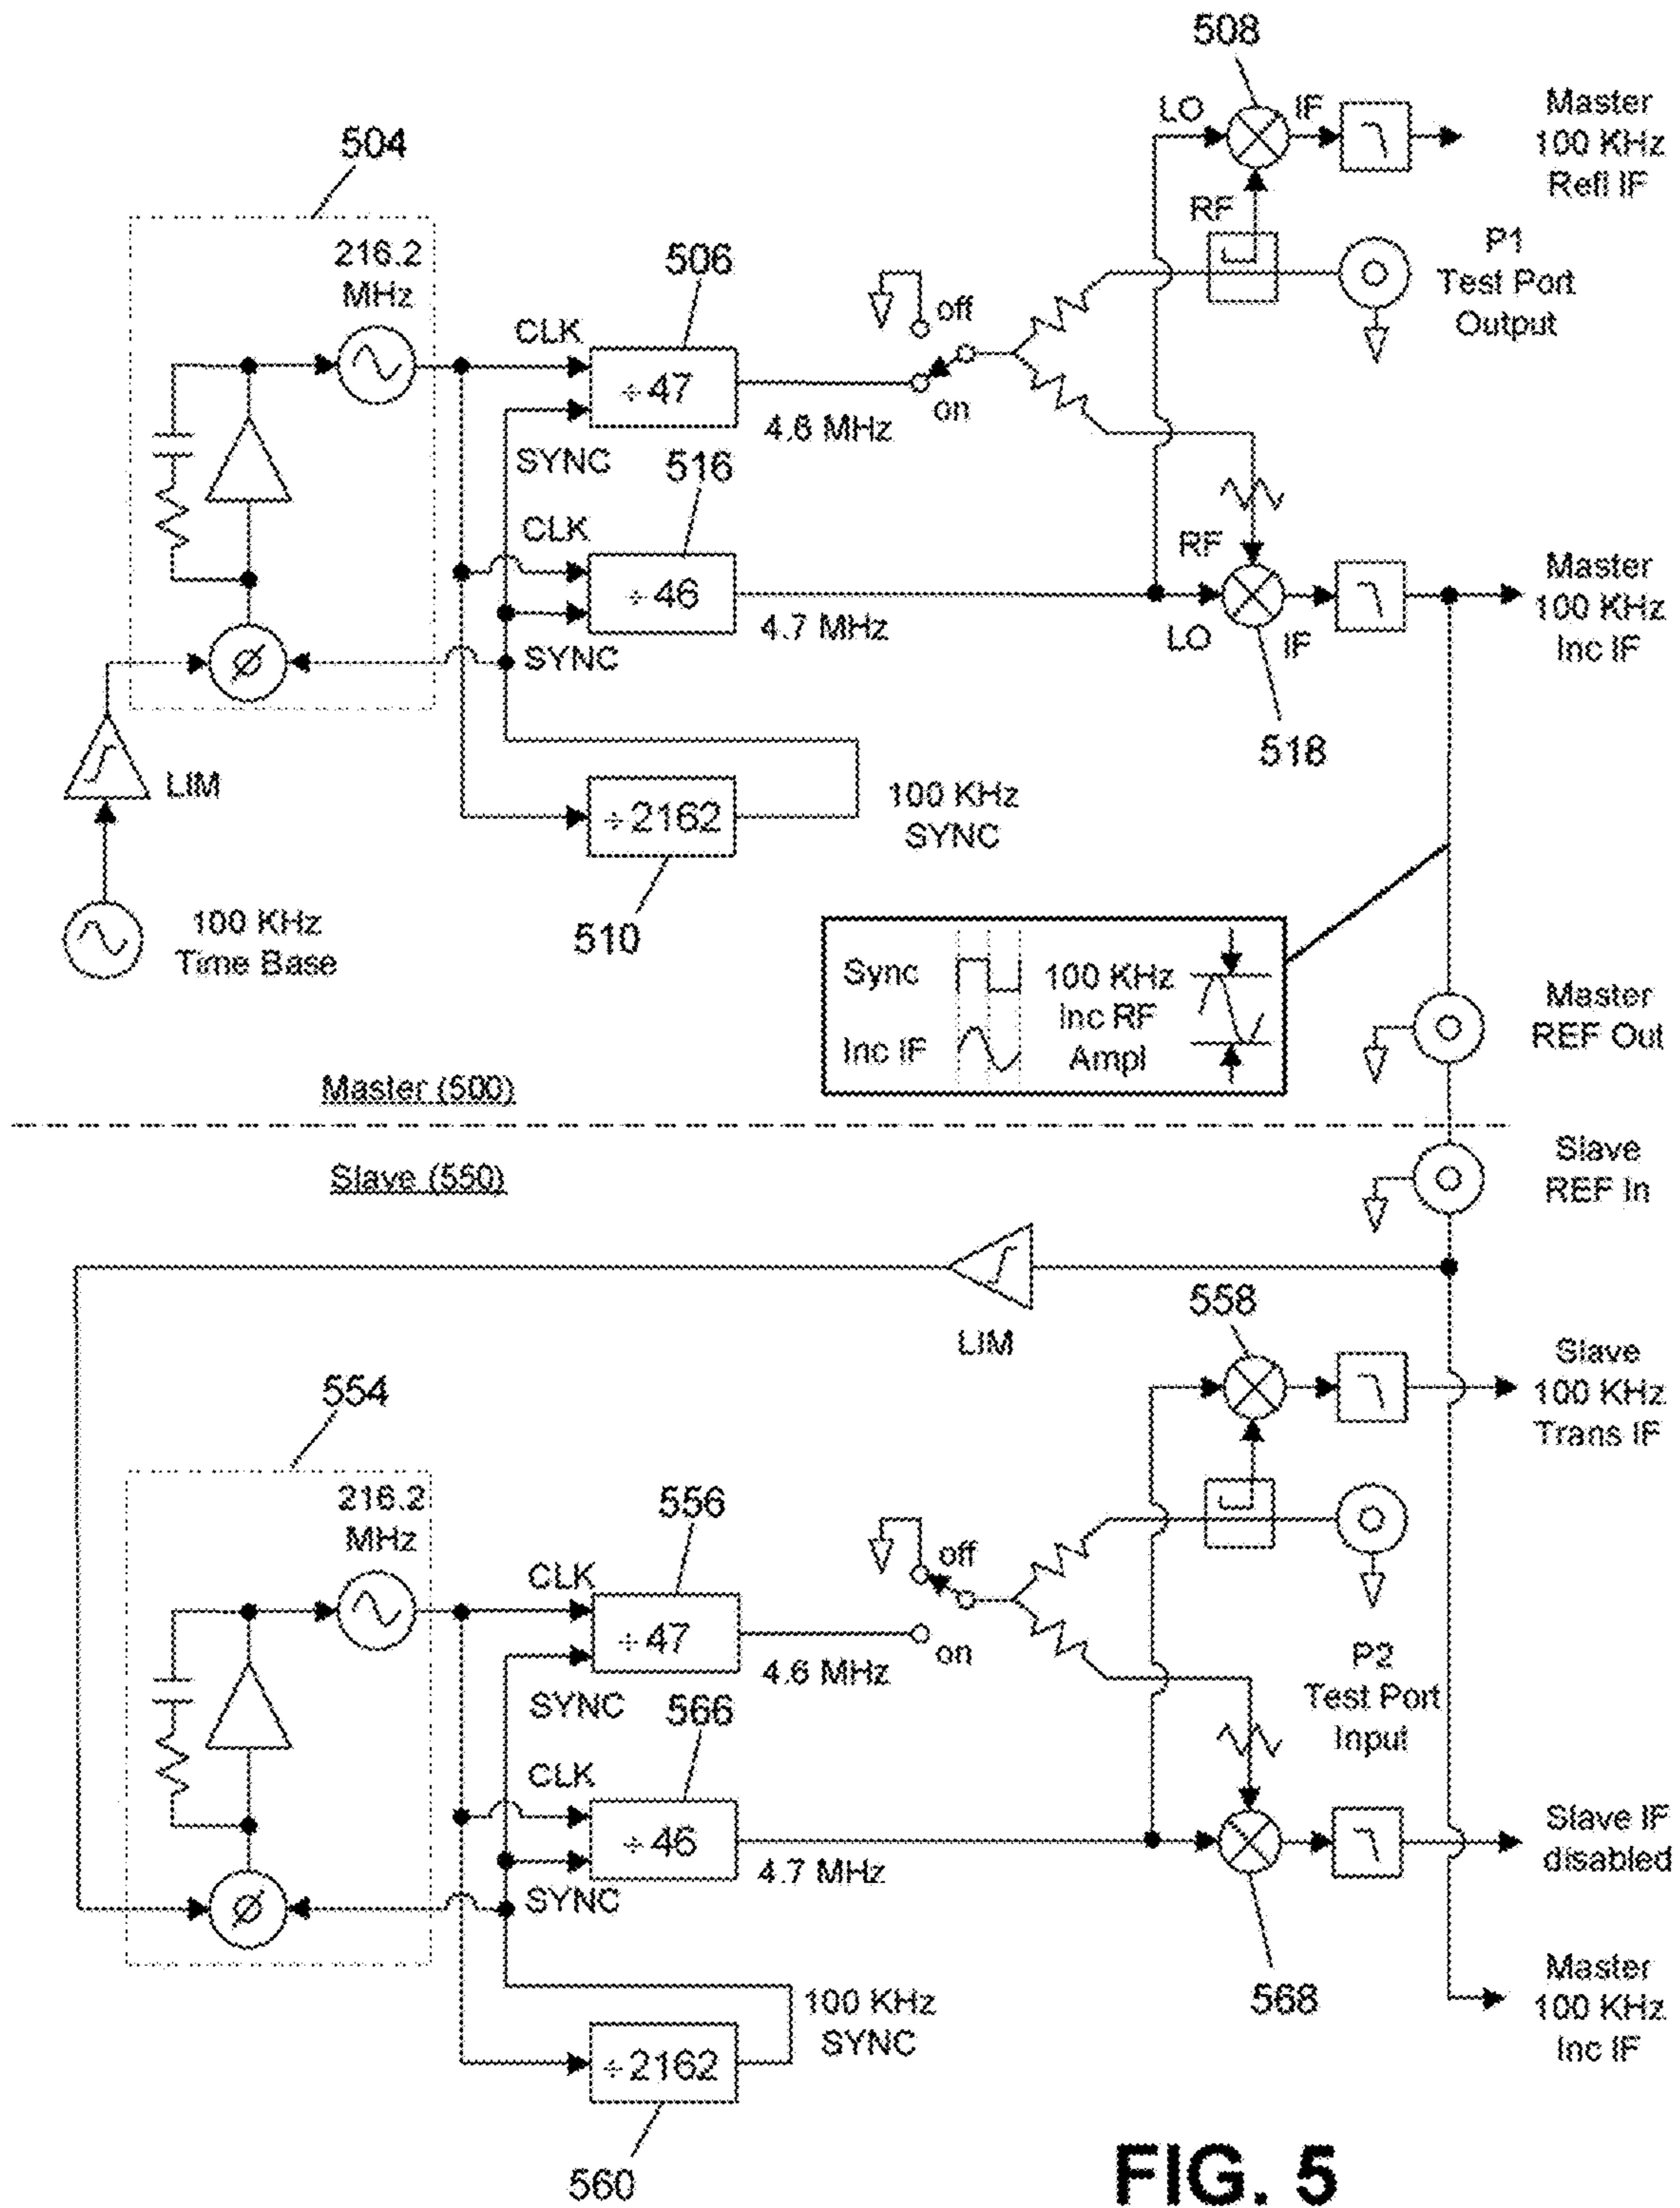 508
LO
IF
Master
100 KHz
Refl IF
504
RF
216.2
MHz
506
P1
Test Port
Output
off
CLK
÷47
on
4.6 MHz
SYNC
516
CLK
RF
÷46
Master
100 KHz
Inc IF
4.7 MHz
LO
IF
SYNC
Ø
518
LIM
÷2162
100 KHz
SYNC
510
100 KHz
Time Base
Sync
100 KHz
Inc RF
Ampl
Inc IF
Master
REF Out
Master (500)
Slave (550)
Slave
REF In
LIM
558
Slave
100 KHz
Trans IF
554
216.2
MHz
556
off
CLK
÷47
on
4.6 MHz
P2
Test Port
Input
SYNC
566
CLK
÷46
4.7 MHz
Slave IF
disabled
SYNC
Ø
568
Master
100 KHz
Inc IF
100 KHz
SYNC
÷2162
560
FIG. 5